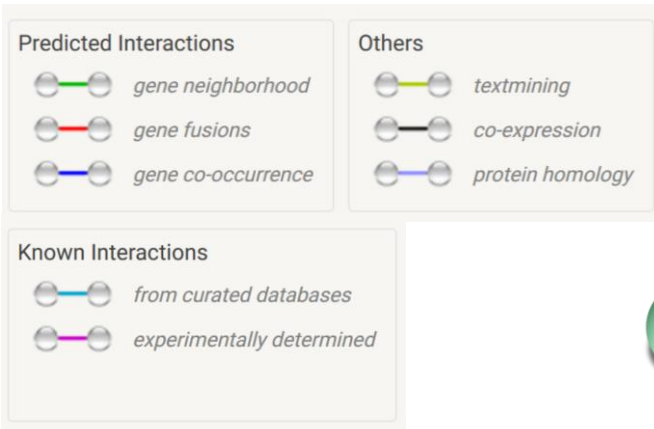 Predicted Interactions
gene neighborhood
gene fusions
gene co-occurrence
Others
textmining
co-expression
protein homology
Known Interactions
from curated databases
experimentally determined